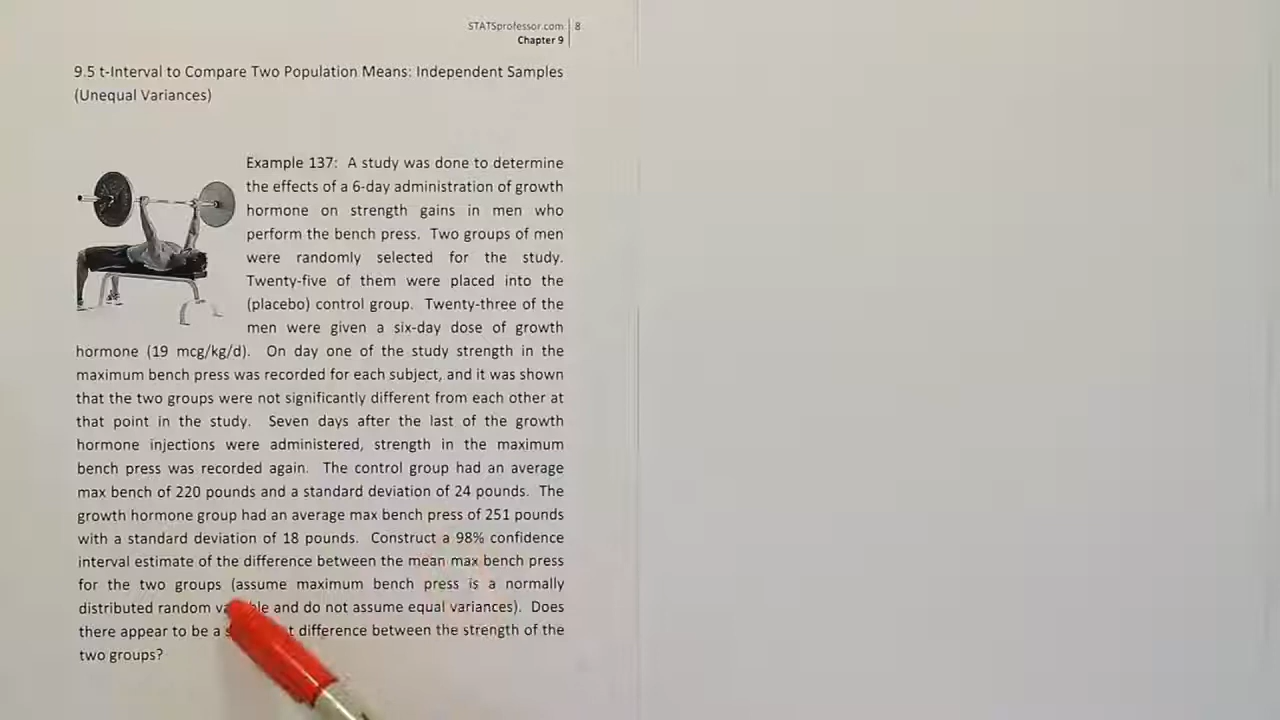 STATSprofessor.com 8
Chapter 9
9.5 t-Interval to Compare Two Population Means: Independent Samples
(Unequal Variances)
Example 137: A study was done to determine
the effects of a 6-day administration of growth
hormone on strength gains in men who
perform the bench press. Two groups of men
were randomly selected for the study.
Twenty-five of them were placed into the
(placebo) control group. Twenty-three of the
men were given a six-day dose of growth
hormone (19 mcg/kg/d). On day one of the study strength in the
maximum bench press was recorded for each subject, and it was shown
that the two groups were not significantly different from each other at
that point in the study. Seven days after the last of the growth
hormone injections were administered, strength in the maximum
bench press was recorded again. The control group had an average
max bench of 220 pounds and a standard deviation of 24 pounds. The
growth hormone group had an average max bench press of 251 pounds
with a standard deviation of 18 pounds. Construct a 98% confidence
interval estimate of the difference between the mean max bench press
for the two groups (assume maximum bench press is a normally
distributed random and do not assume equal variances). Does
there appear to be a difference between the strength of the
two groups?